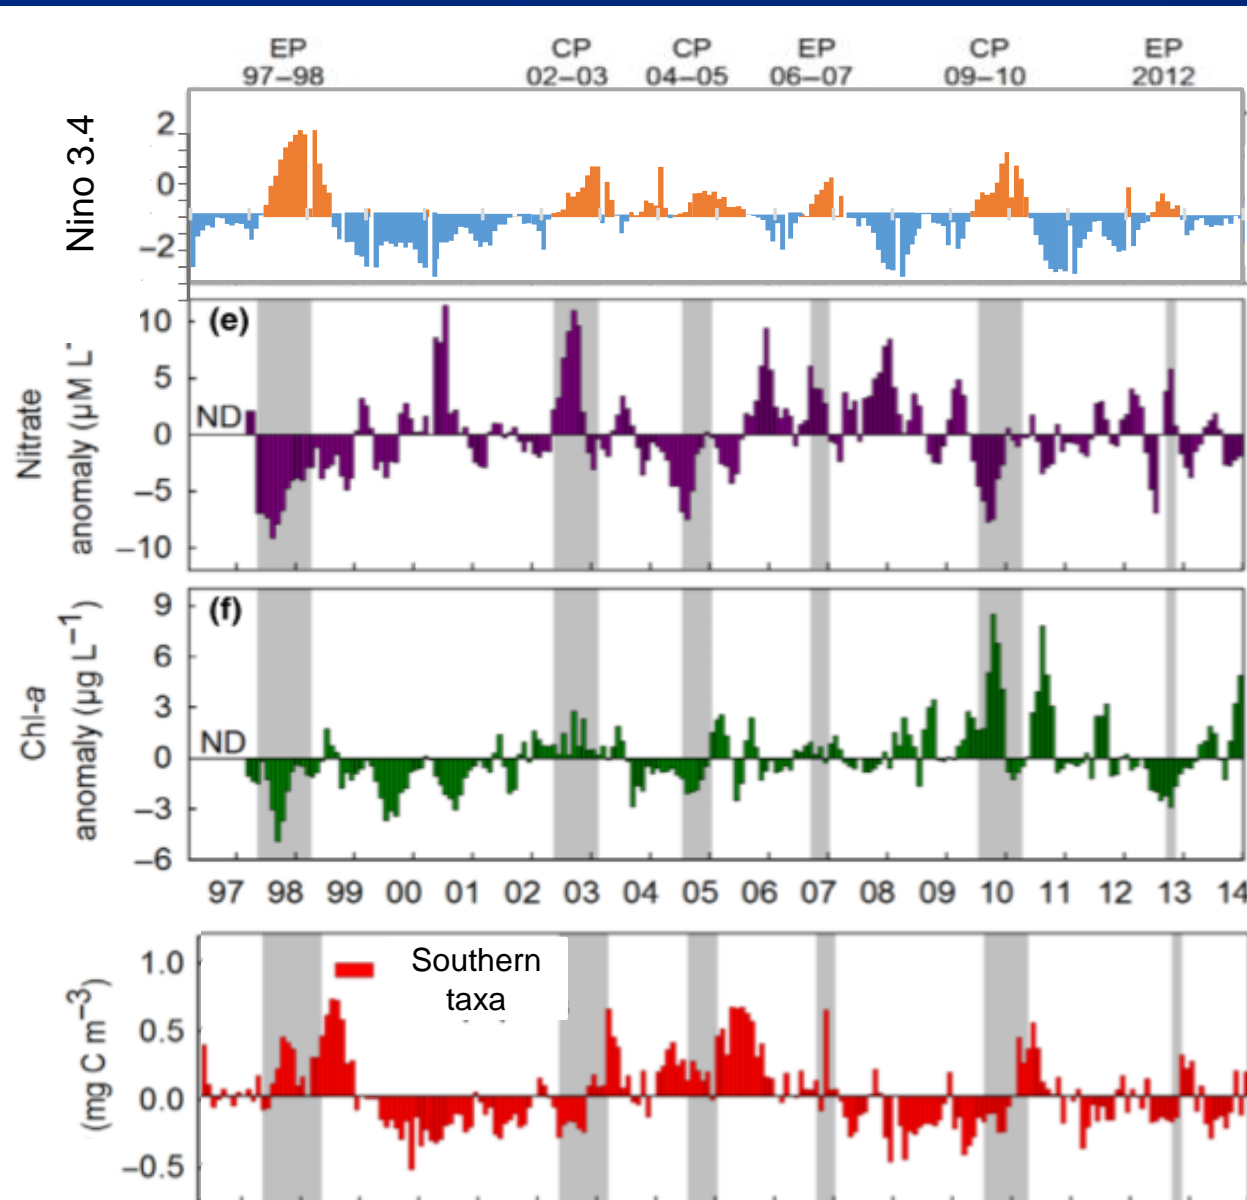 EP CP CP EP CP EP
97–98 02–03 04–05 06–07 09–10 2012
Nino 3.4
2
0
−2
(e)
Nitrate
anomaly (µM L-
10
5
0
−5
−10
ND
(f)
Chl-a
anomaly (µg L−1)
9
6
3
0
−3
−6
ND
97 98 99 00 01 02 03 04 05 06 07 08 09 10 11 12 13 14
(mg C m−3)
1.0
0.5
0.0
−0.5
Southern
taxa